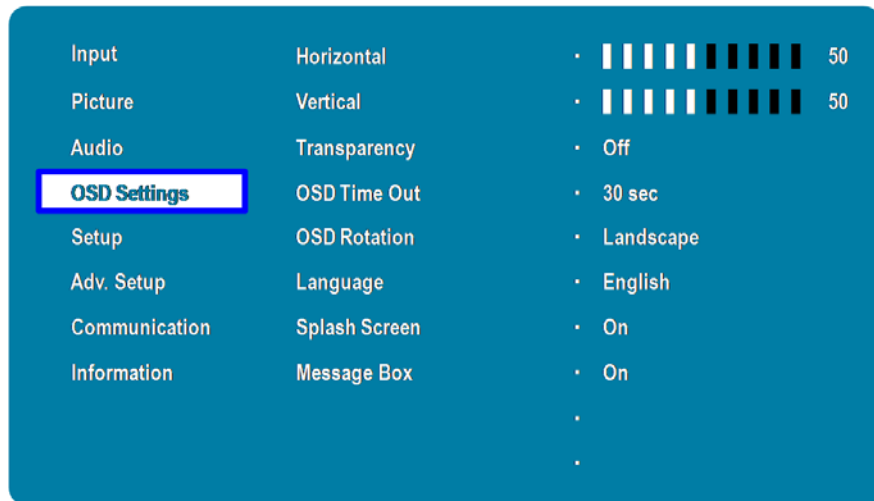 Input Horizontal · 50
Picture Vertical · 50
Audio Transparency · Off
OSD Settings OSD Time Out · 30 sec
Setup OSD Rotation · Landscape
Adv. Setup Language · English
Communication Splash Screen · On
Information Message Box · On
·
·